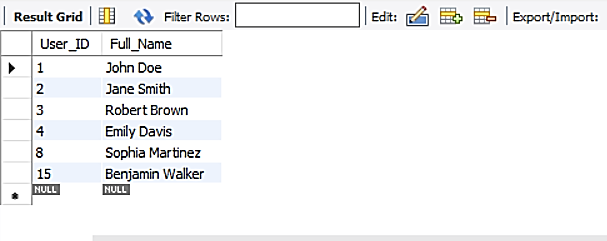 Result Grid Filter Rows: Edit: Export/Import:
User_ID Full_Name
1 John Doe
2 Jane Smith
3 Robert Brown
4 Emily Davis
8 Sophia Martinez
15 Benjamin Walker
NULL NULL